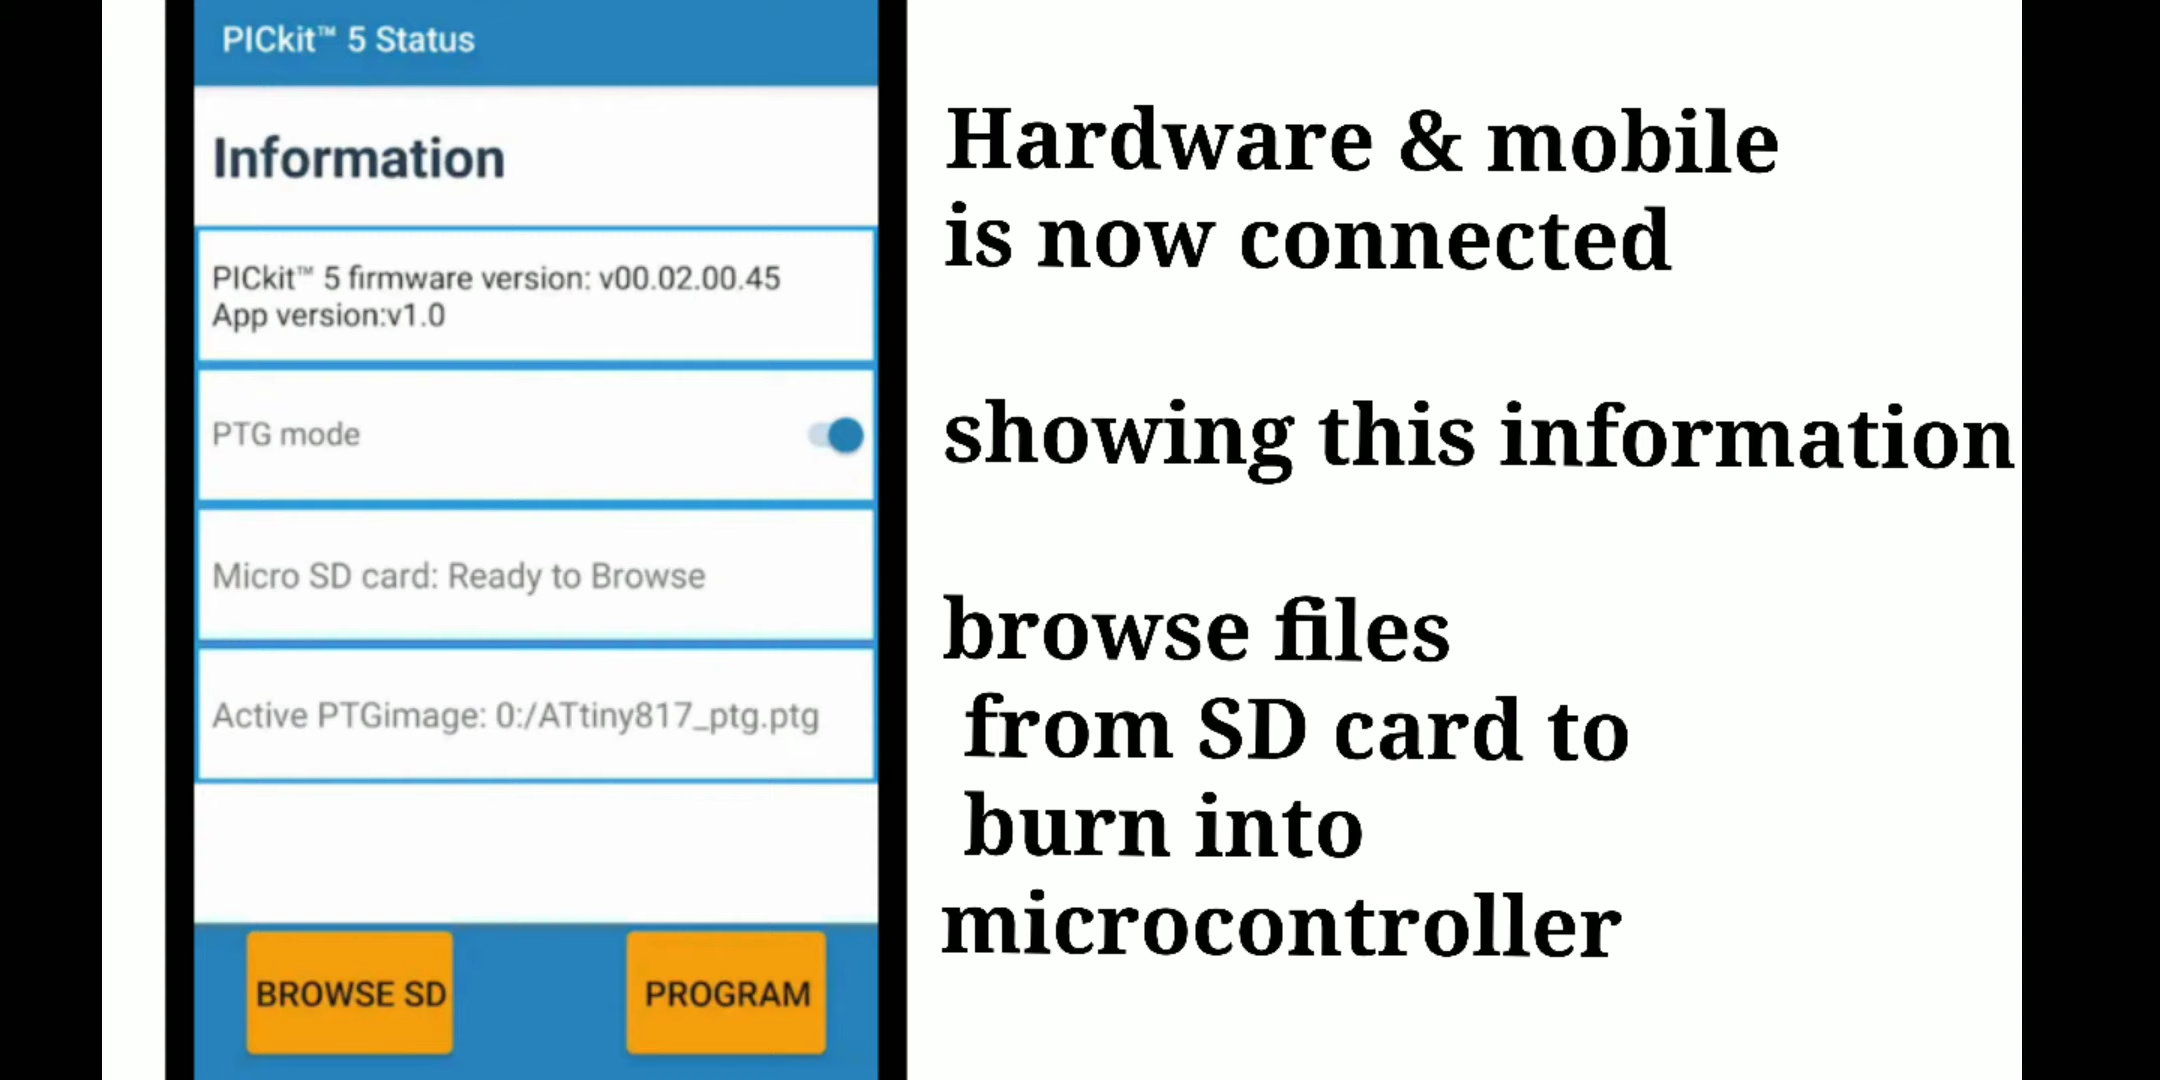 PICkit™ 5 Status
Information
PICkit™ 5 firmware version: v00.02.00.45
App version:v1.0
PTG mode
Micro SD card: Ready to Browse
Active PTGimage: 0:/ATtiny817_ptg.ptg
BROWSE SD
PROGRAM
Hardware & mobile
is now connected
showing this information
browse files
from SD card to
burn into
microcontroller